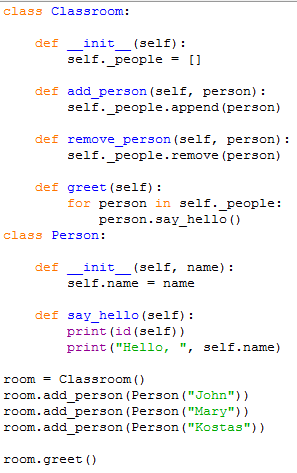 class Classroom:
    def __init__(self):
        self._people = []
    def add_person(self, person):
        self._people.append(person)
    def remove_person(self, person):
        self._people.remove(person)
    def greet(self):
        for person in self._people:
            person.say_hello()
class Person:
    def __init__(self, name):
        self.name = name
    def say_hello(self):
        print(id(self))
        print("Hello, ", self.name)
room = Classroom()
room.add_person(Person("John"))
room.add_person(Person("Mary"))
room.add_person(Person("Kostas"))
room.greet()